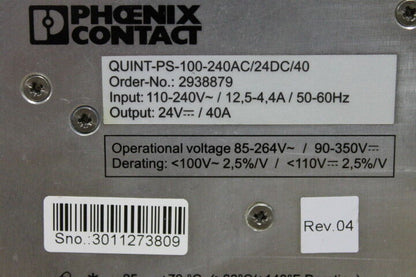 PHŒNIX
CONTACT
QUINT-PS-100-240AC/24DC/40
Order-No.: 2938879
Input: 110-240V~ / 12,5-4,4A / 50-60Hz
Output: 24V⎓ / 40A
Operational voltage 85-264V~ / 90-350V⎓
Derating: <100V~ 2,5%/V / <110V⎓ 2,5%/V
Sno.:3011273809
Rev.04